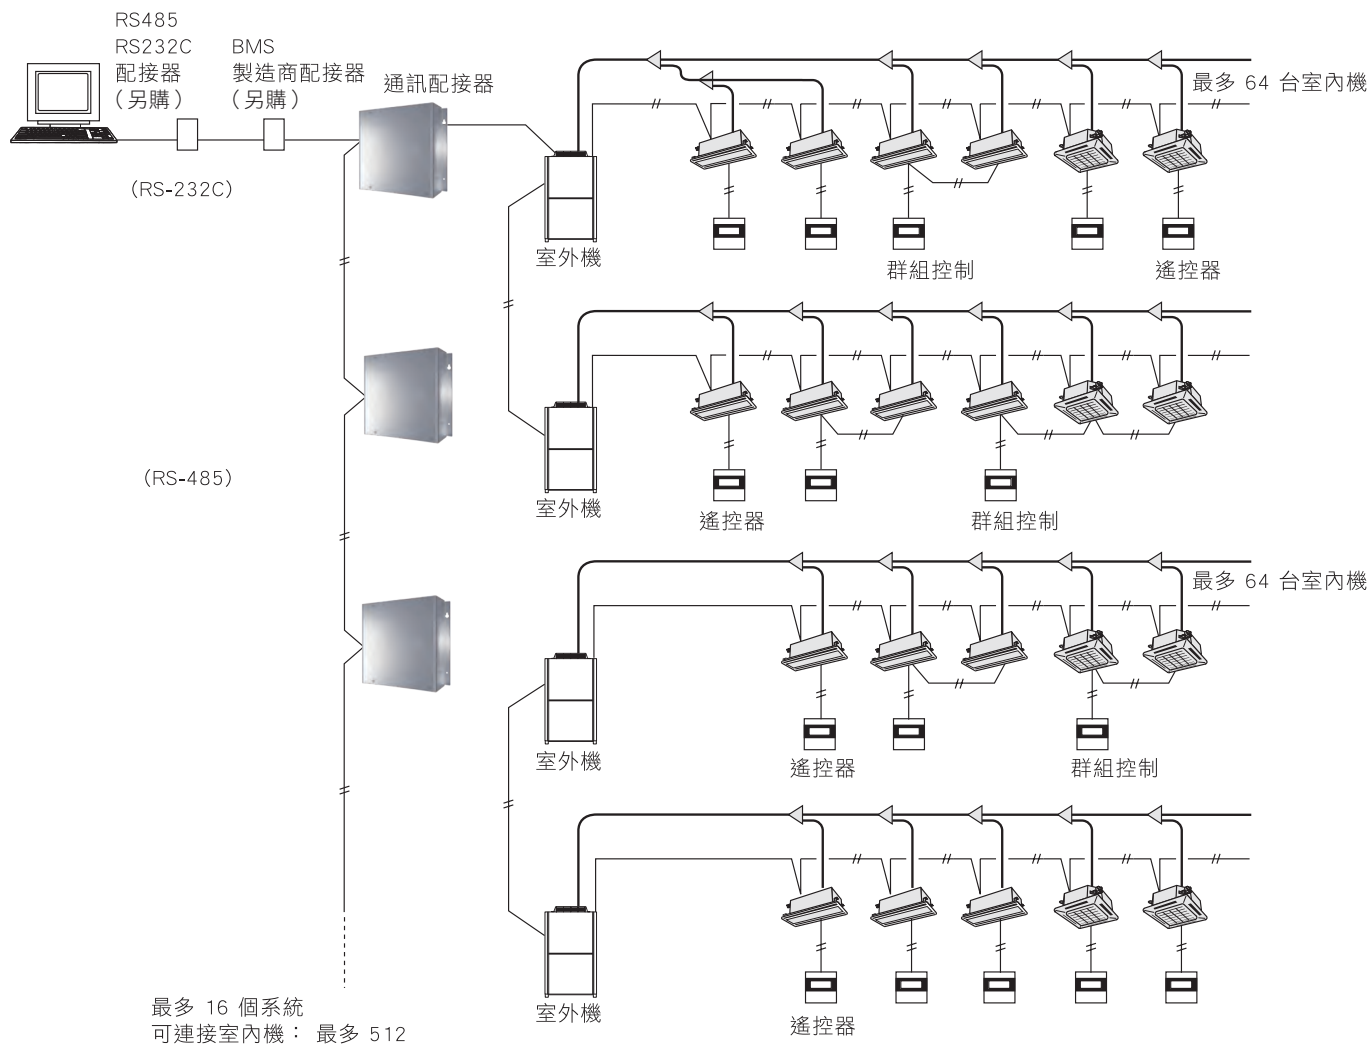 RS485
RS232C
配接器
（另購）
BMS
製造商配接器
（另購）
通訊配接器
最多 64 台室內機
(RS-232C)
室外機
群組控制
遙控器
(RS-485)
室外機
遙控器
群組控制
最多 64 台室內機
室外機
遙控器
群組控制
室外機
遙控器
最多 16 個系統
可連接室內機： 最多 512